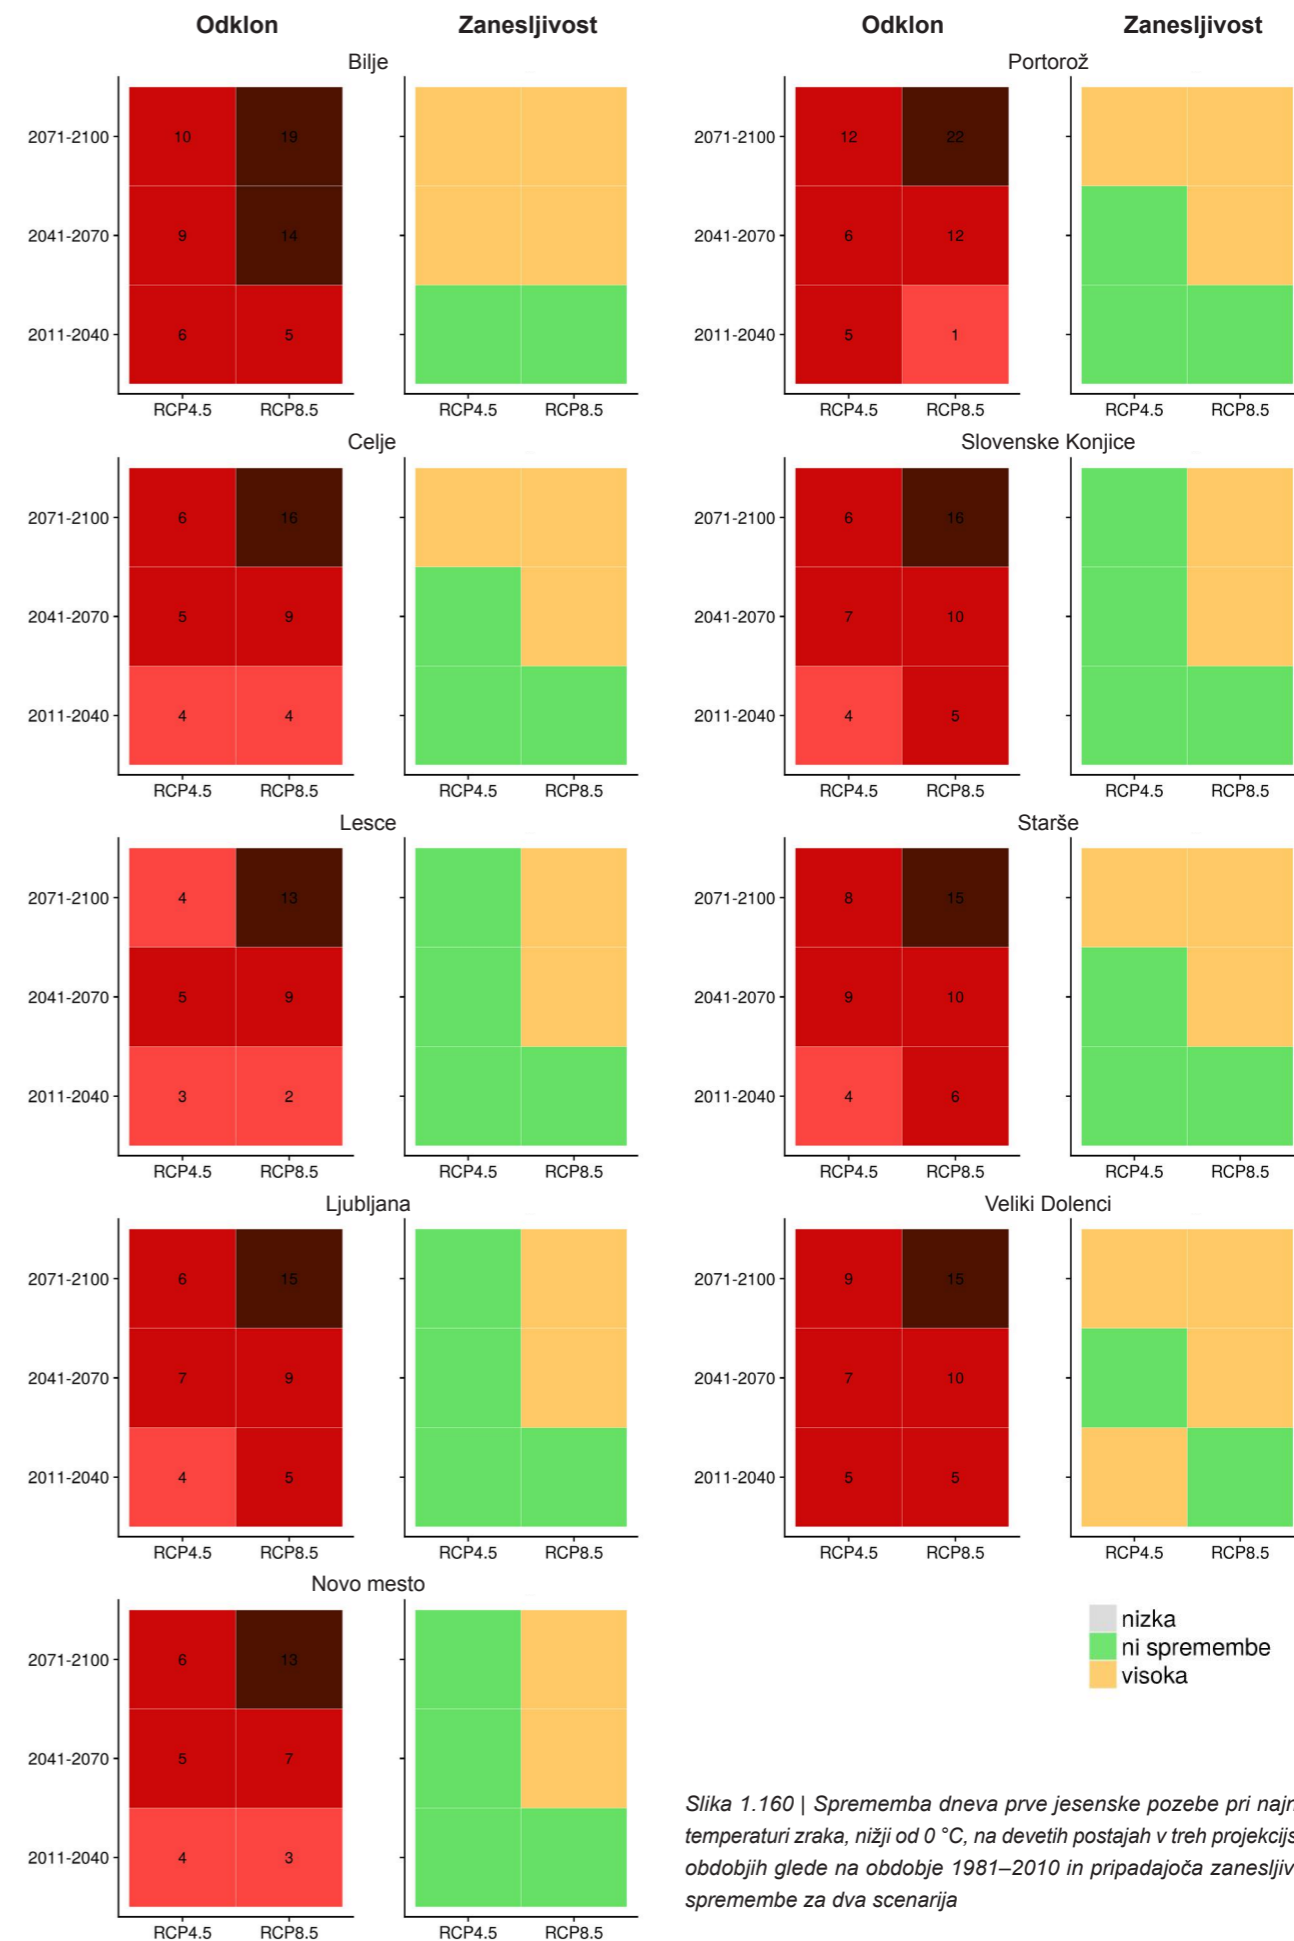 Odklon Zanesljivost
Bilje
2071-2100 10 19
2041-2070 9 14
2011-2040 6 5
RCP4.5 RCP8.5 RCP4.5 RCP8.5
Celje
2071-2100 6 16
2041-2070 5 9
2011-2040 4 4
RCP4.5 RCP8.5 RCP4.5 RCP8.5
Lesce
2071-2100 4 13
2041-2070 5 9
2011-2040 3 2
RCP4.5 RCP8.5 RCP4.5 RCP8.5
Ljubljana
2071-2100 6 15
2041-2070 7 9
2011-2040 4 5
RCP4.5 RCP8.5 RCP4.5 RCP8.5
Novo mesto
2071-2100 6 13
2041-2070 5 7
2011-2040 4 3
RCP4.5 RCP8.5 RCP4.5 RCP8.5
Odklon Zanesljivost
Portorož
2071-2100 12 22
2041-2070 6 12
2011-2040 5 1
RCP4.5 RCP8.5 RCP4.5 RCP8.5
Slovenske Konjice
2071-2100 6 16
2041-2070 7 10
2011-2040 4 5
RCP4.5 RCP8.5 RCP4.5 RCP8.5
Starše
2071-2100 8 15
2041-2070 9 10
2011-2040 4 6
RCP4.5 RCP8.5 RCP4.5 RCP8.5
Veliki Dolenci
2071-2100 9 15
2041-2070 7 10
2011-2040 5 5
RCP4.5 RCP8.5 RCP4.5 RCP8.5
nizka
ni spremembe
visoka
Slika 1.160 | Sprememba dneva prve jesenske pozebe pri
temperaturi zraka, nižji od 0 °C, na devetih postajah v treh
obdobjih glede na obdobje 1981–2010 in pripadajoča
spremembe za dva scenarija